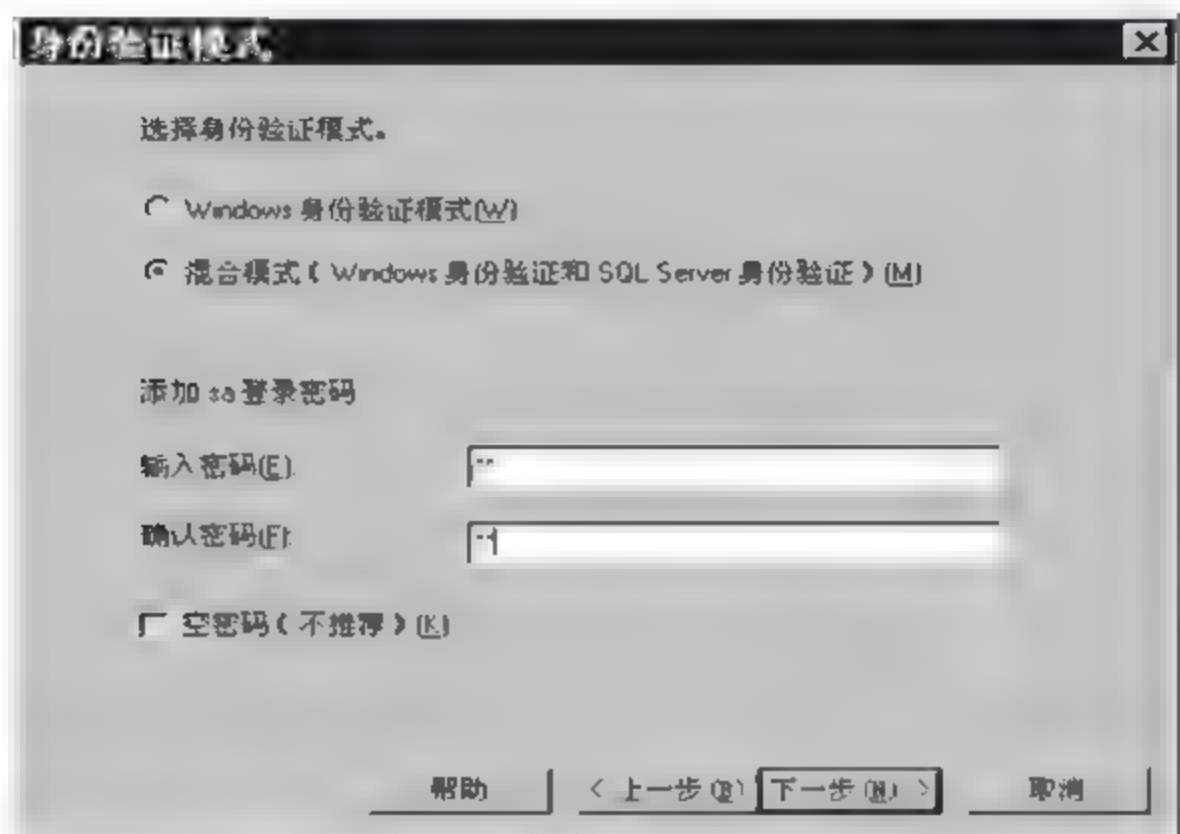 身份验证模式
选择身份验证模式。
Windows 身份验证模式(W)
混合模式(Windows 身份验证和 SQL Server 身份验证)(M)
添加 sa 登录密码
输入密码(E):
**
确认密码(F):
**
空密码(不推荐)(K)
帮助 < 上一步(B) 下一步(N) > 取消